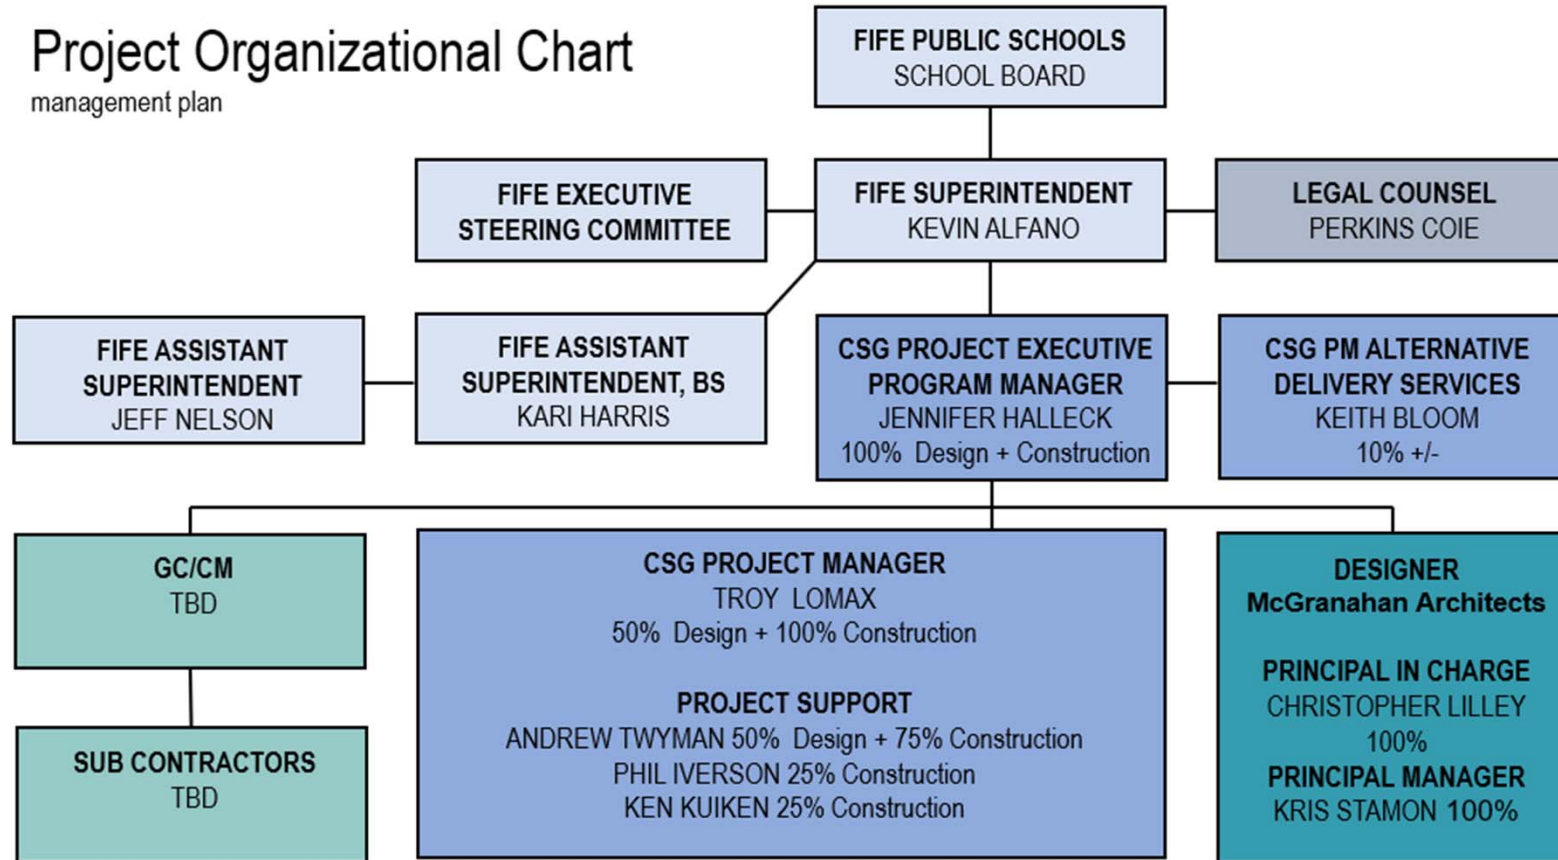 Project Organizational Chart
management plan
FIFE PUBLIC SCHOOLS
SCHOOL BOARD
FIFE EXECUTIVE
STEERING COMMITTEE
FIFE SUPERINTENDENT
KEVIN ALFANO
LEGAL COUNSEL
PERKINS COIE
FIFE ASSISTANT
SUPERINTENDENT
JEFF NELSON
FIFE ASSISTANT
SUPERINTENDENT, BS
KARI HARRIS
CSG PROJECT EXECUTIVE
PROGRAM MANAGER
JENNIFER HALLECK
100% Design + Construction
CSG PM ALTERNATIVE
DELIVERY SERVICES
KEITH BLOOM
10% +/-
GC/CM
TBD
SUB CONTRACTORS
TBD
CSG PROJECT MANAGER
TROY LOMAX
50% Design + 100% Construction
PROJECT SUPPORT
ANDREW TWYMAN 50% Design + 75% Construction
PHIL IVERSON 25% Construction
KEN KUIKEN 25% Construction
DESIGNER
McGranahan Architects
PRINCIPAL IN CHARGE
CHRISTOPHER LILLEY
100%
PRINCIPAL MANAGER
KRIS STAMON 100%